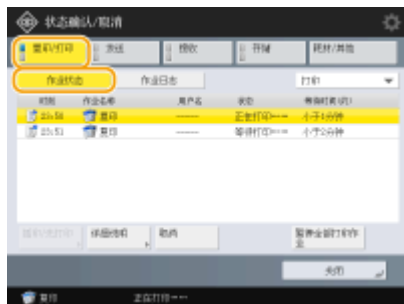 状态确认/取消
复印/打印 发送 接收 存储 耗材/其他
作业状态 作业日志 打印
时间 作业名称 用户名 状态 等待时间(约)
23:50 复印 ------ 正在打印 小于1分钟
23:51 复印 ------ 等待打印 小于2分钟
详细信息 取消 暂停全部打印作业
关闭
复印 正在打印